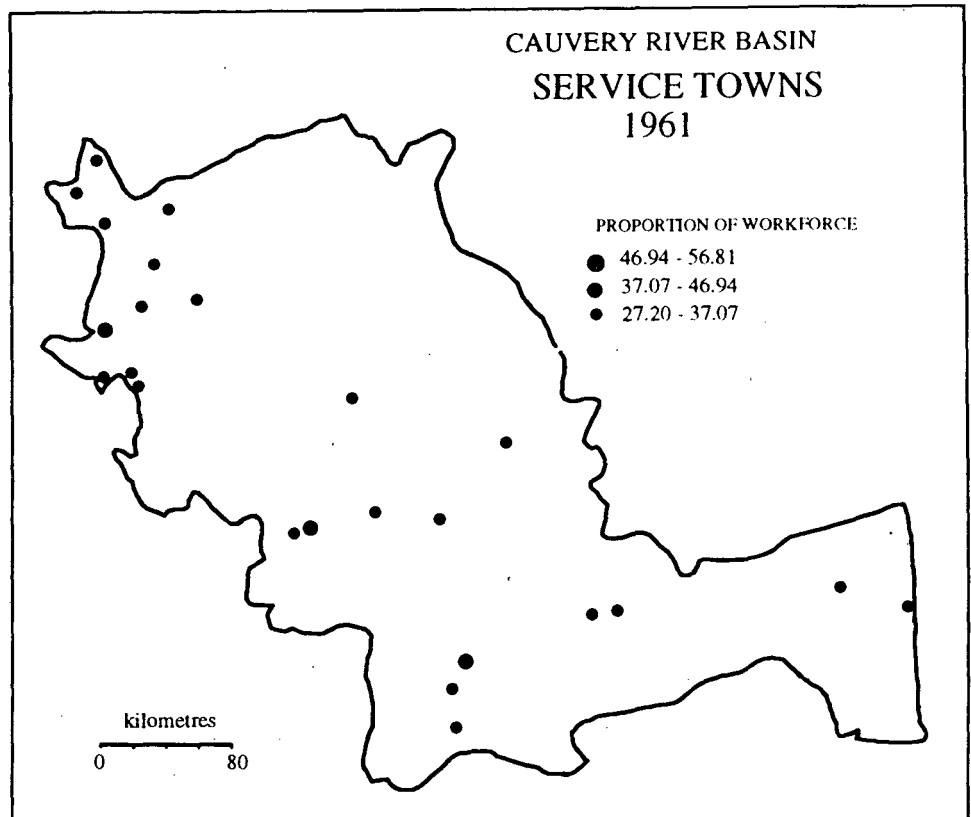 CAUVERY RIVER BASIN
SERVICE TOWNS
1961
PROPORTION OF WORKFORCE
46.94 - 56.81
37.07 - 46.94
27.20 - 37.07
kilometres
0 80